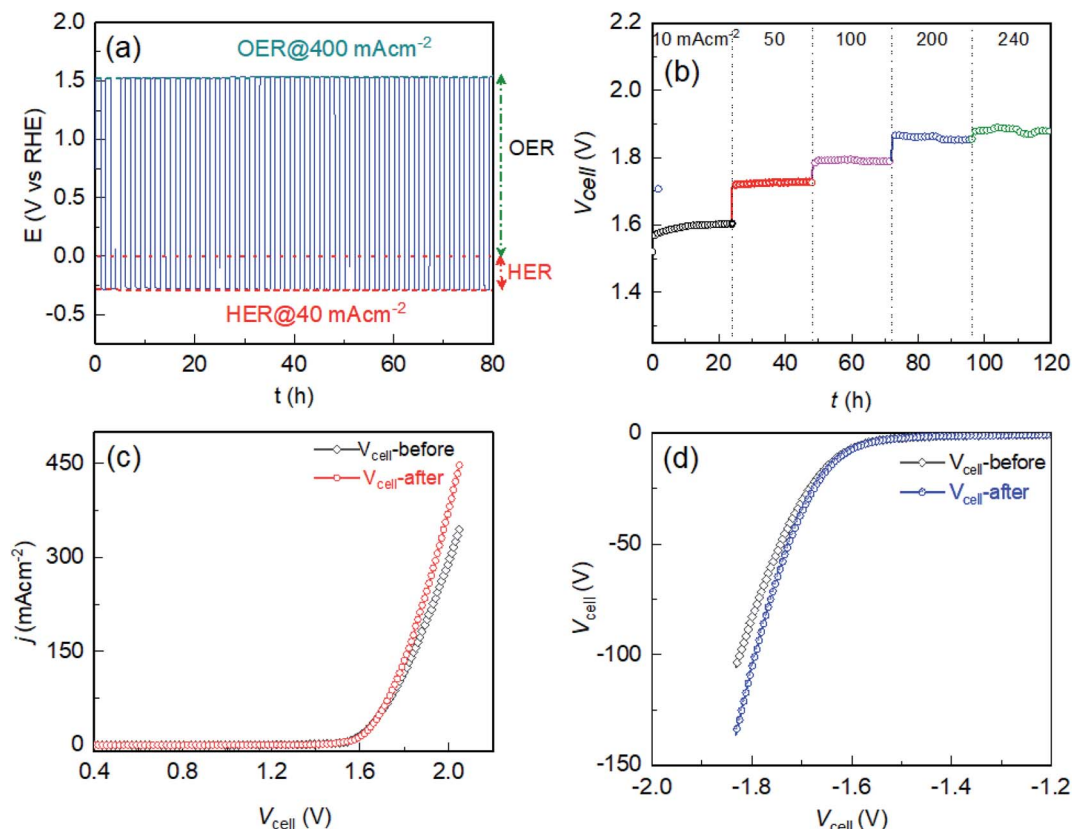 (a)
OER@400 mAcm⁻²
HER@40 mAcm⁻²
OER
HER
E (V vs RHE)
2.0
1.5
1.0
0.5
0.0
-0.5
0 20 40 60 80
t (h)
(b)
10 mAcm⁻² 50 100 200 240
Vcell (V)
2.2
2.0
1.8
1.6
1.4
0 20 40 60 80 100 120
t (h)
(c)
Vcell-before
Vcell-after
j (mAcm⁻²)
450
300
150
0
0.4 0.8 1.2 1.6 2.0
Vcell (V)
(d)
Vcell-before
Vcell-after
Vcell (V)
0
-50
-100
-150
-2.0 -1.8 -1.6 -1.4 -1.2
Vcell (V)